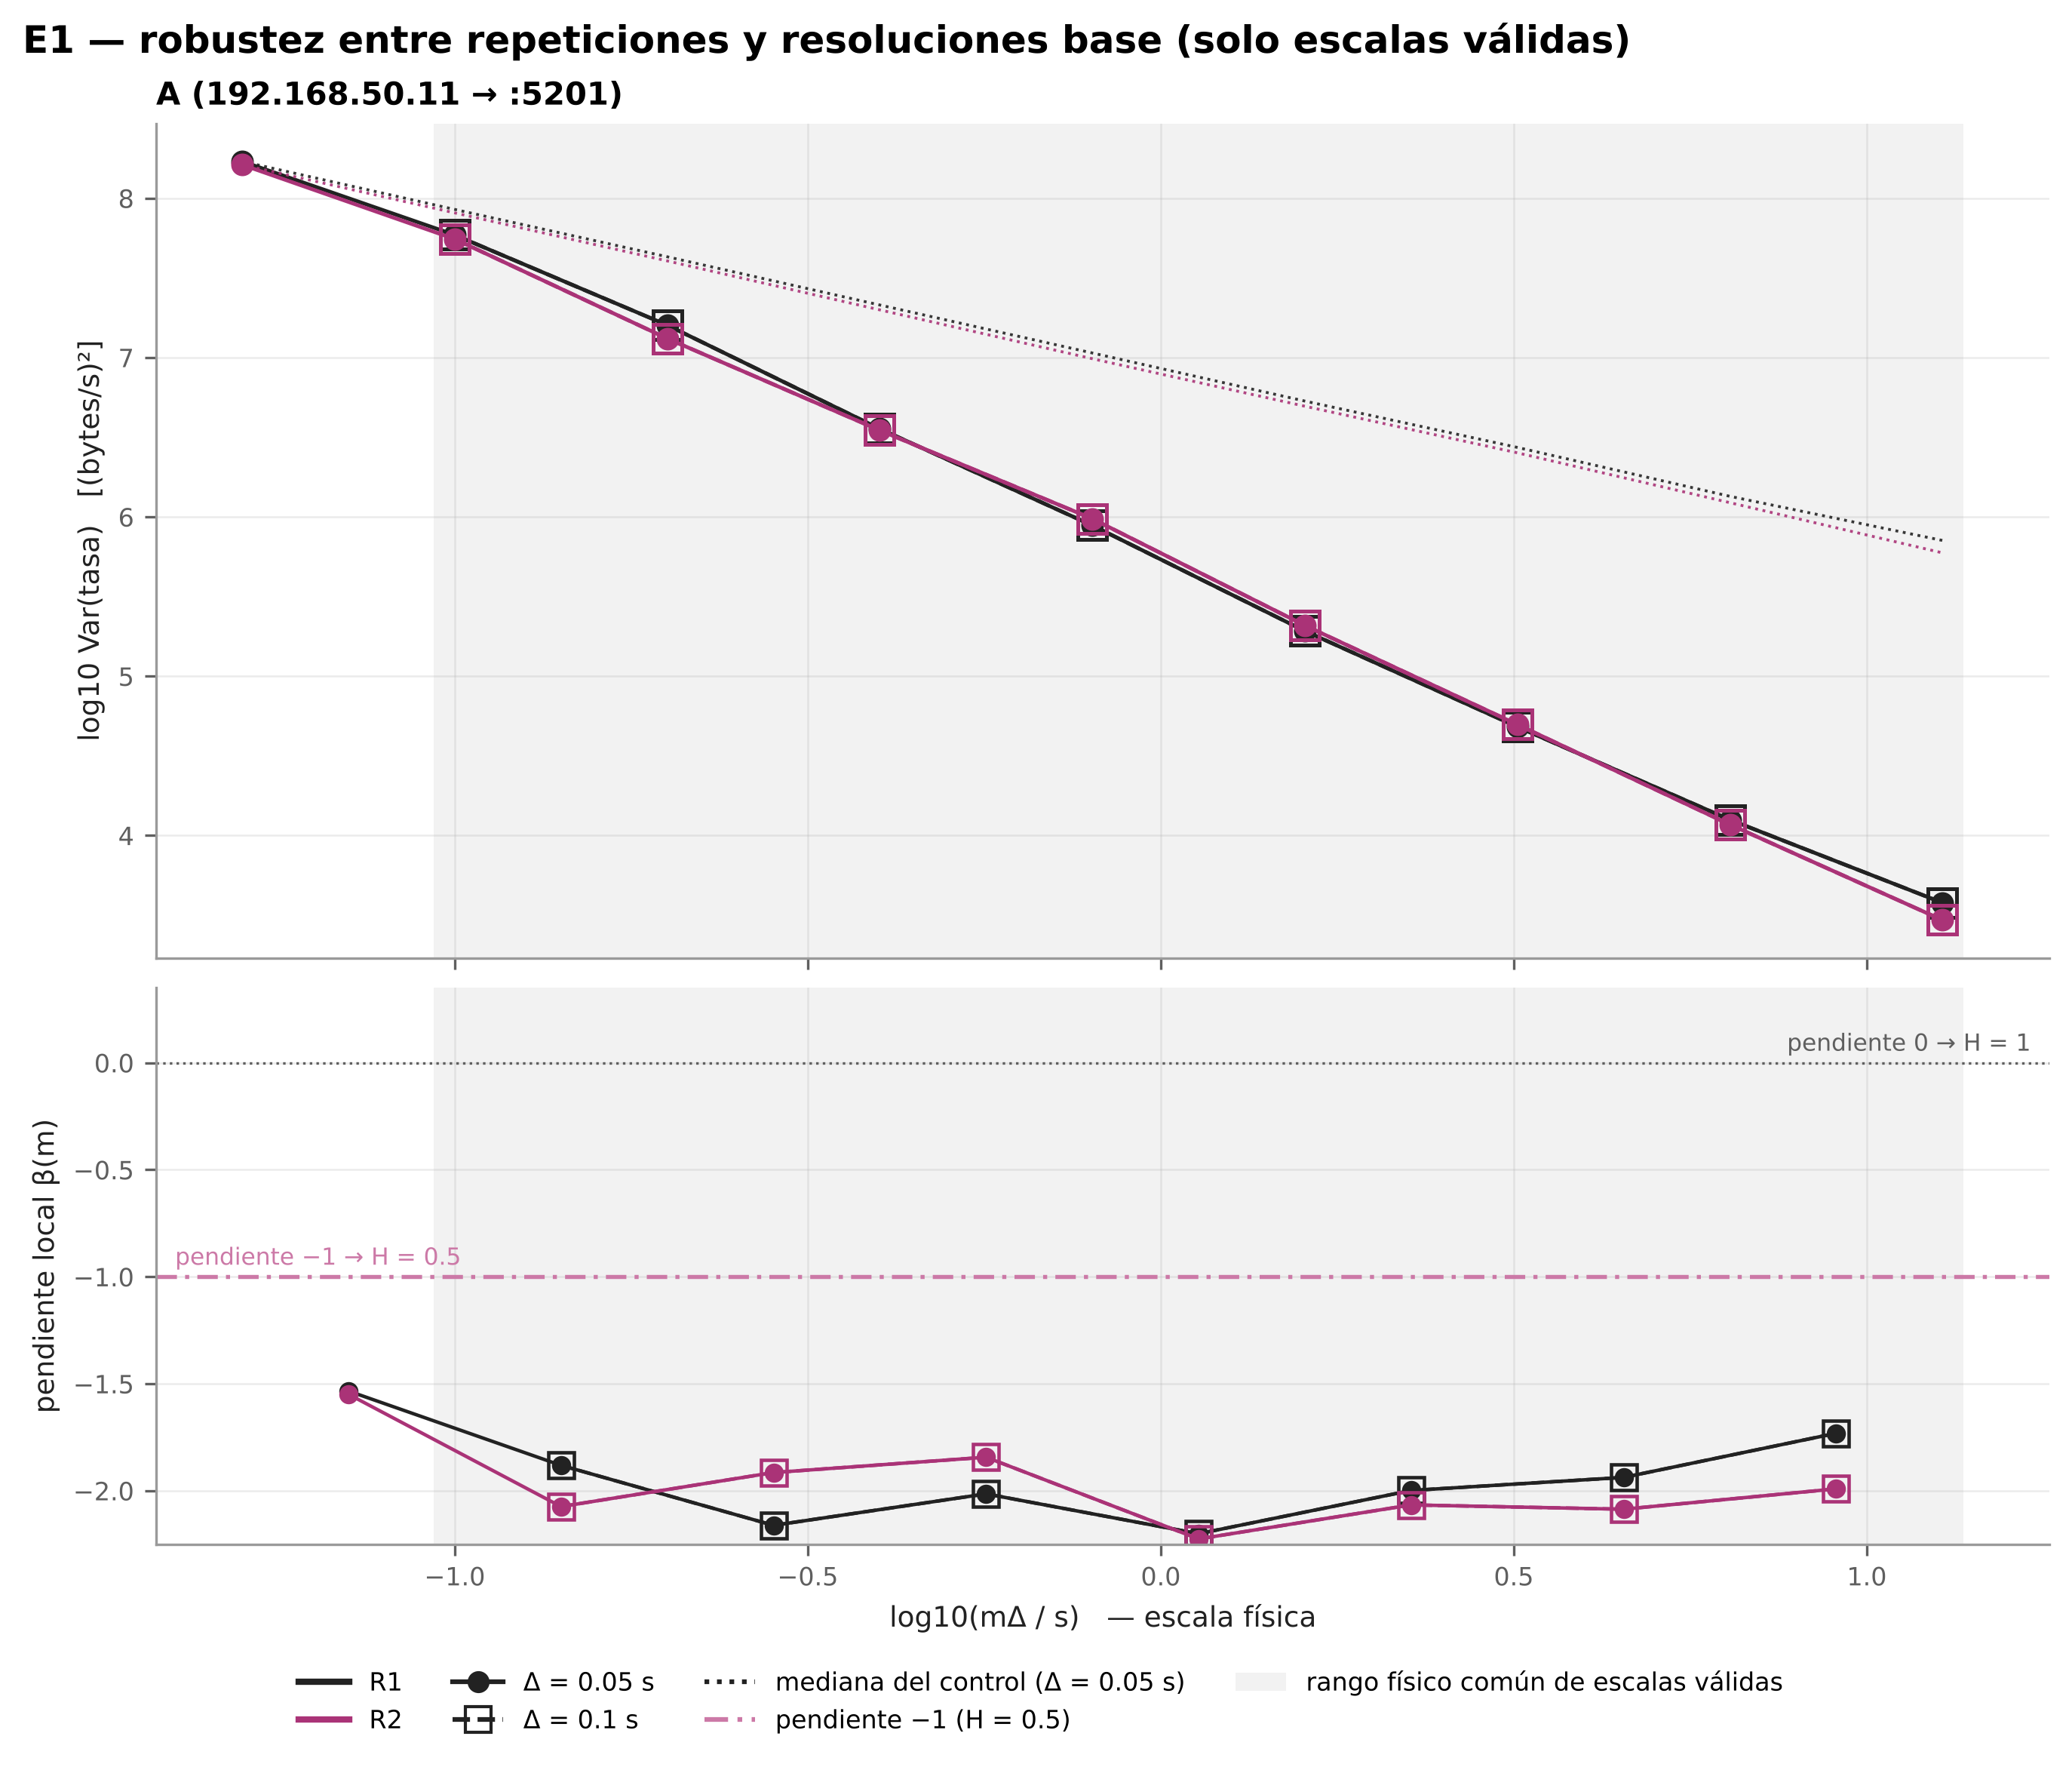 E1 — robustez entre repeticiones y resoluciones base (solo escalas válidas)
A (192.168.50.11 → :5201)
log10 Var(tasa) [(bytes/s)²]
8
7
6
5
4
pendiente local β(m)
0.0
−0.5
−1.0
−1.5
−2.0
pendiente 0 → H = 1
pendiente −1 → H = 0.5
−1.0
−0.5
0.0
0.5
1.0
log10(mΔ / s) — escala física
R1
R2
Δ = 0.05 s
Δ = 0.1 s
mediana del control (Δ = 0.05 s)
pendiente −1 (H = 0.5)
rango físico común de escalas válidas